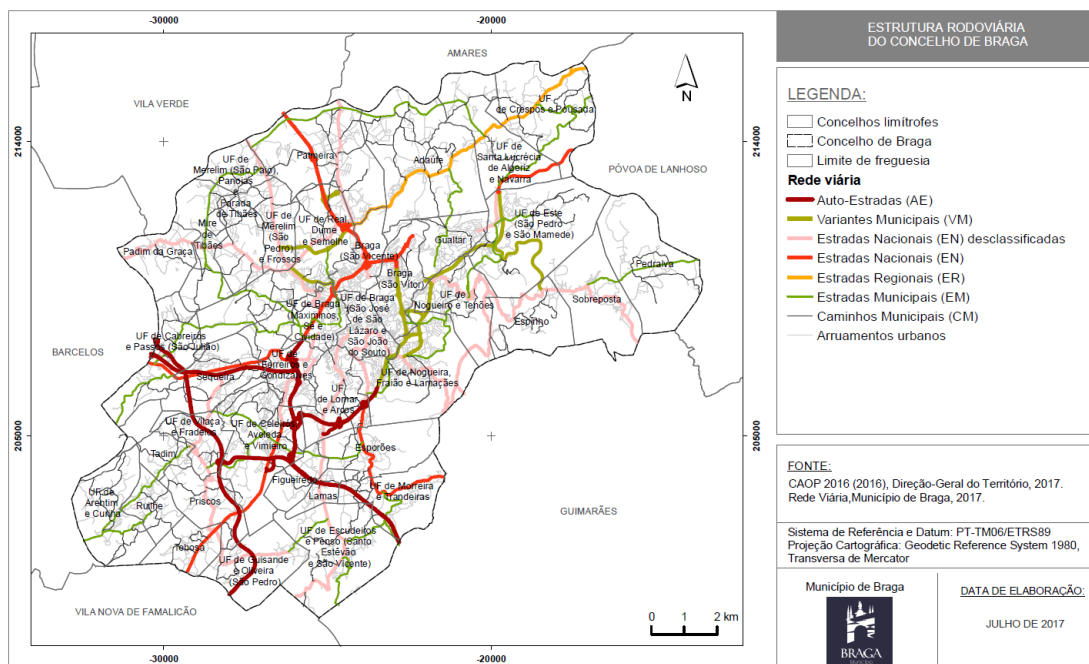 -30000
-20000
ESTRUTURA RODOVIÁRIA
DO CONCELHO DE BRAGA
AMARES
VILA VERDE
N
UF
de Crespos e Pousada
214000
214000
Palmeira
Adaúfe
UF de
Santa Lucrécia
de Algeriz
e Navarra
UF de
Merelim (São Paio),
Panoias
e
Parada
de Tibães
PÓVOA DE LANHOSO
Mire
de
Tibães
UF de
Merelim
(São
Pedro)
e Frossos
UF de Real,
Dume
e Semelhe
UF de Este
(São Pedro
e São Mamede)
Gualtar
Braga
(São Vicente)
Padim da Graça
Pedralva
Braga
(São Vítor)
UF de
Nogueiró e Tenões
Sobreposta
Espinho
UF de Braga
(Maximinos,
Sé e
Cividade)
UF de Braga
(São José
de São
Lázaro e
São João
do Souto)
UF de Cabreiros
e Passos (São Julião)
BARCELOS
UF de
Ferreiros e
Gondizalves
Sequeira
UF de Nogueira,
Fraião e Lamaçães
UF
de Lomar
e Arcos
UF de Vilaça
e Fradelos
UF de Celeirós,
Aveleda
e Vimieiro
206000
206000
Esporões
Tadim
Figueiredo
UF de Morreira
e Trandeiras
Lamas
UF de
Arentim
e Cunha
Ruilhe
Priscos
GUIMARÃES
UF de Escudeiros
e Penso (Santo
Estêvão
e São Vicente)
Tebosa
UF de Guisande
e Oliveira
(São Pedro)
VILA NOVA DE FAMALICÃO
0 1 2 km
-30000
-20000
LEGENDA:
Concelhos limítrofes
Concelho de Braga
Limite de freguesia
Rede viária
Auto-Estradas (AE)
Variantes Municipais (VM)
Estradas Nacionais (EN) desclassificadas
Estradas Nacionais (EN)
Estradas Regionais (ER)
Estradas Municipais (EM)
Caminhos Municipais (CM)
Arruamentos urbanos
FONTE:
CAOP 2016 (2016), Direção-Geral do Território, 2017.
Rede Viária,Município de Braga, 2017.
Sistema de Referência e Datum: PT-TM06/ETRS89
Projeção Cartográfica: Geodetic Reference System 1980,
Transversa de Mercator
Município de Braga
BRAGA
Município
DATA DE ELABORAÇÃO:
JULHO DE 2017